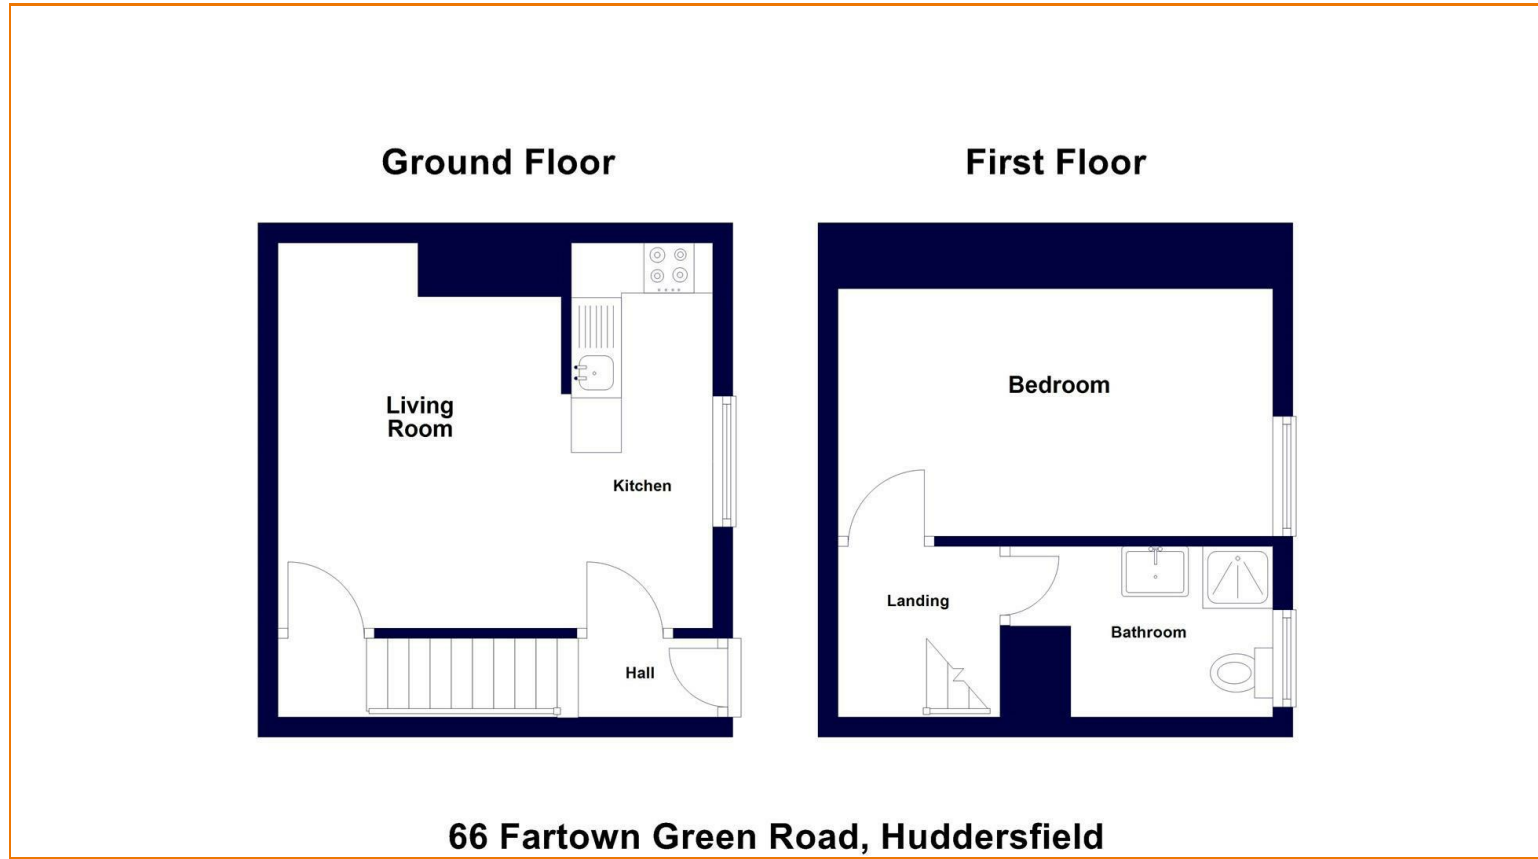 Ground Floor
First Floor
Living
Room
Kitchen
Hall
Bedroom
Landing
Bathroom
66 Fartown Green Road, Huddersfield